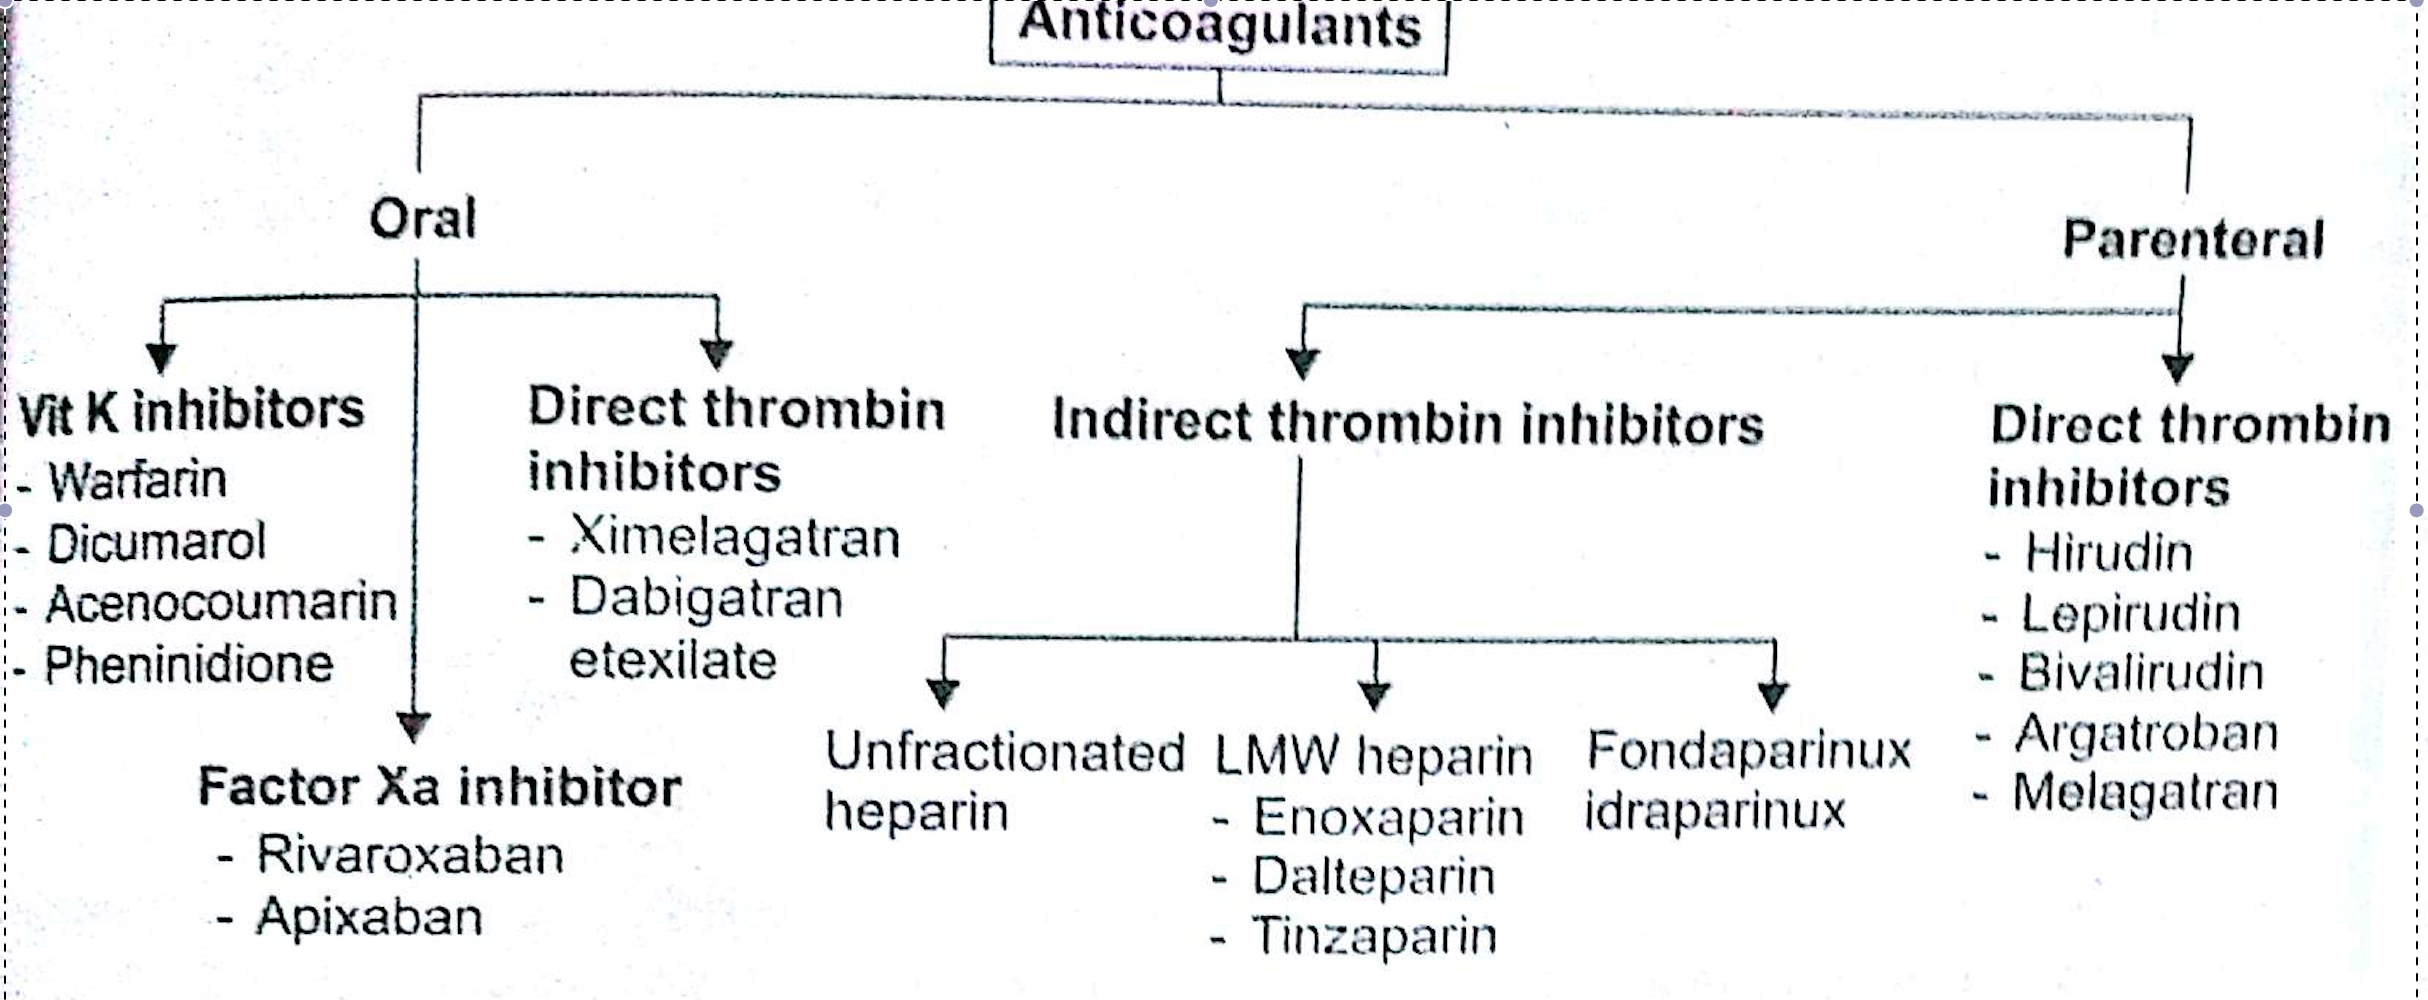 Anticoagulants
Oral
Parenteral
Vit K inhibitors
- Warfarin
- Dicumarol
- Acenocoumarin
- Pheninidione
Direct thrombin
inhibitors
- Ximelagatran
- Dabigatran
etexilate
Factor Xa inhibitor
- Rivaroxaban
- Apixaban
Indirect thrombin inhibitors
Unfractionated
heparin
LMW heparin
- Enoxaparin
- Dalteparin
- Tinzaparin
Fondaparinux
idraparinux
Direct thrombin
inhibitors
- Hirudin
- Lepirudin
- Bivalirudin
- Argatroban
- Melagatran